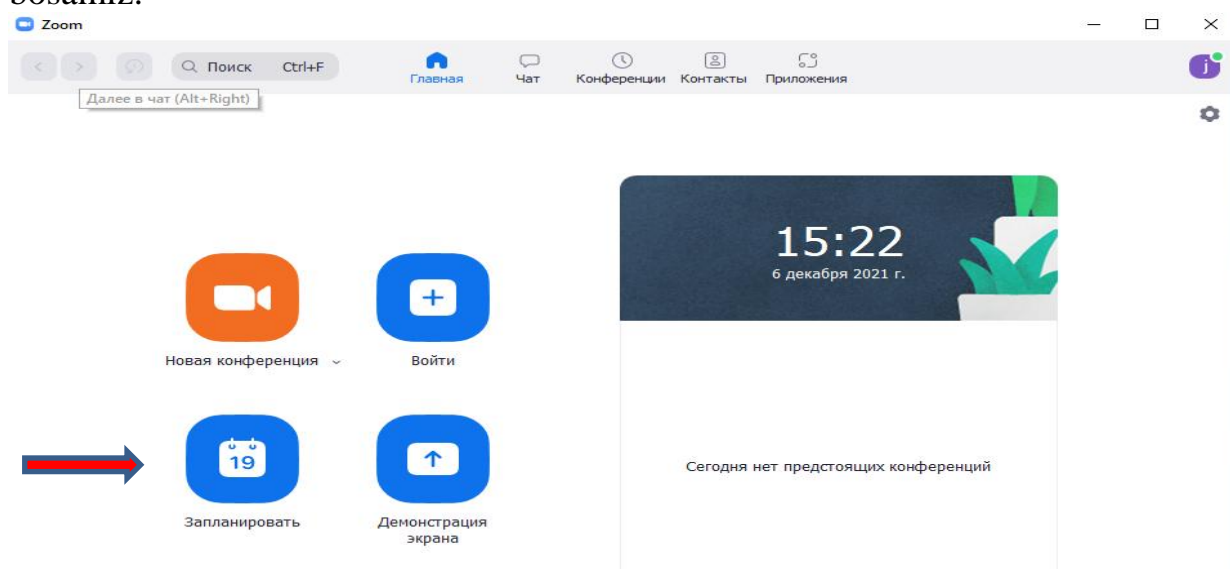 bosamiz.
Zoom
Поиск Ctrl+F
Главная
Чат
Конференции
Контакты
Приложения
j
Далее в чат (Alt+Right)
15:22
6 декабря 2021 г.
Новая конференция
Войти
19
Сегодня нет предстоящих конференций
Запланировать
Демонстрация
экрана